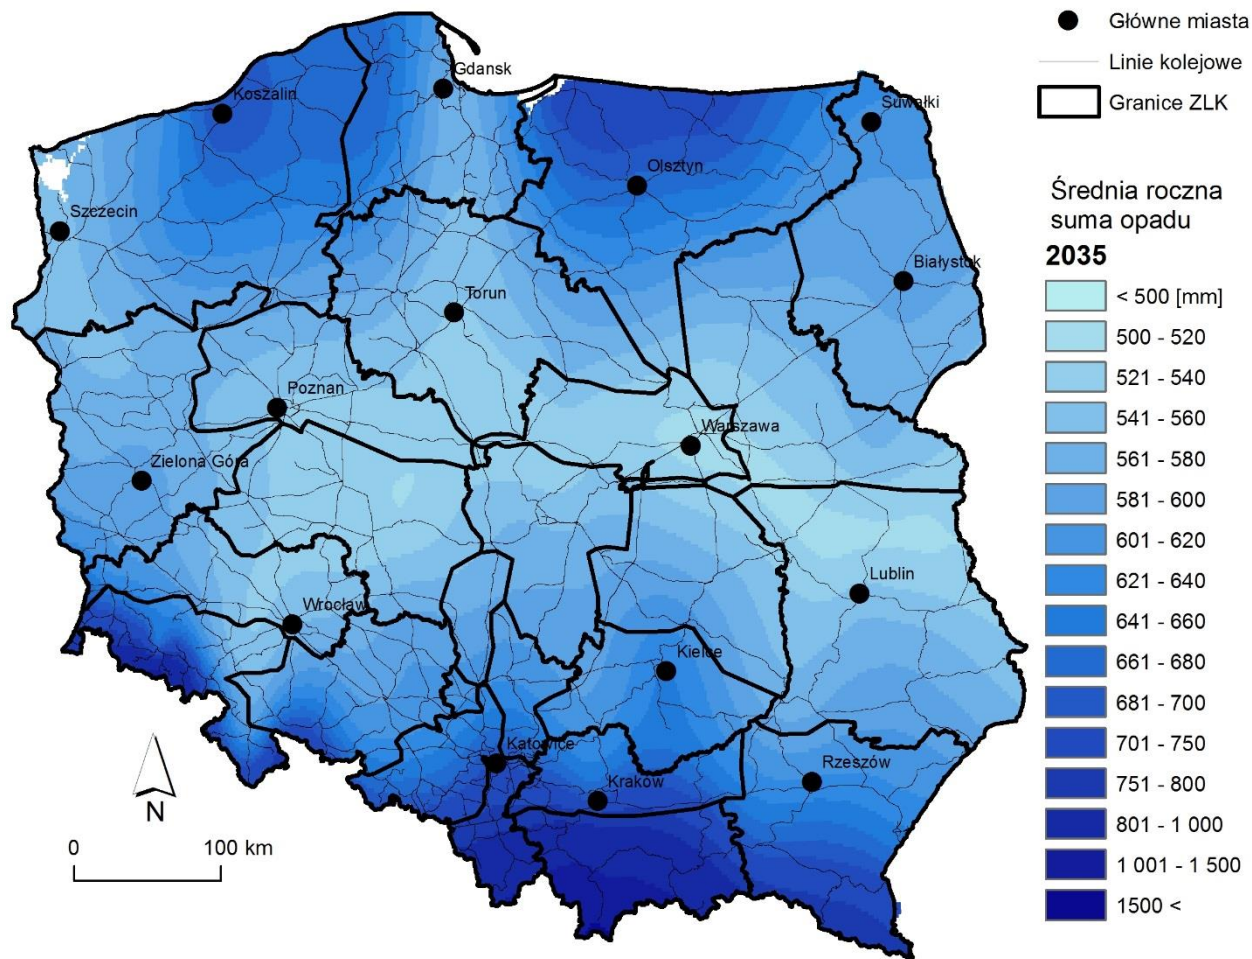 Główne miasta
Linie kolejowe
Granice ZLK
Średnia roczna
suma opadu
2035
< 500 [mm]
500 - 520
521 - 540
541 - 560
561 - 580
581 - 600
601 - 620
621 - 640
641 - 660
661 - 680
681 - 700
701 - 750
751 - 800
801 - 1 000
1 001 - 1 500
1500 <
Gdansk
Koszalin
Suwałki
Olsztyn
Szczecin
Białystok
Torun
Poznan
Warszawa
Zielona Góra
Lublin
Wrocław
Kielce
Katowice
Rzeszów
Kraków
N
0
100 km